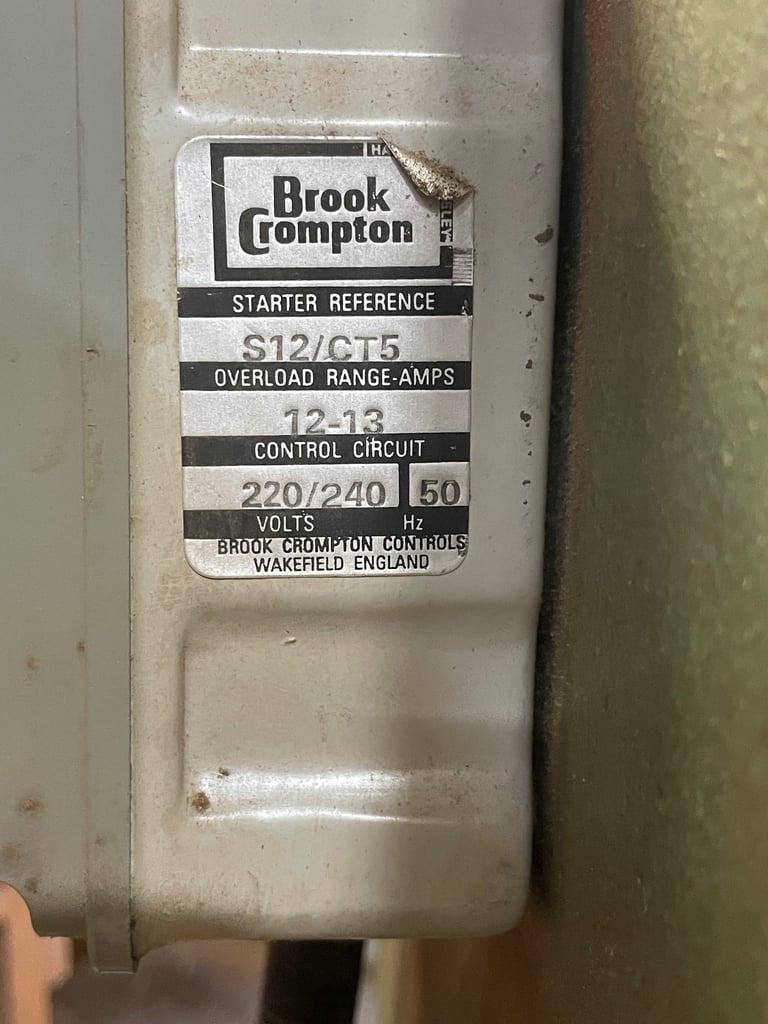 Brook
Crompton
STARTER REFERENCE
S12/CT5
OVERLOAD RANGE-AMPS
12-13
CONTROL CIRCUIT
220/240 50
VOLTS Hz
BROOK CROMPTON CONTROLS
WAKEFIELD ENGLAND